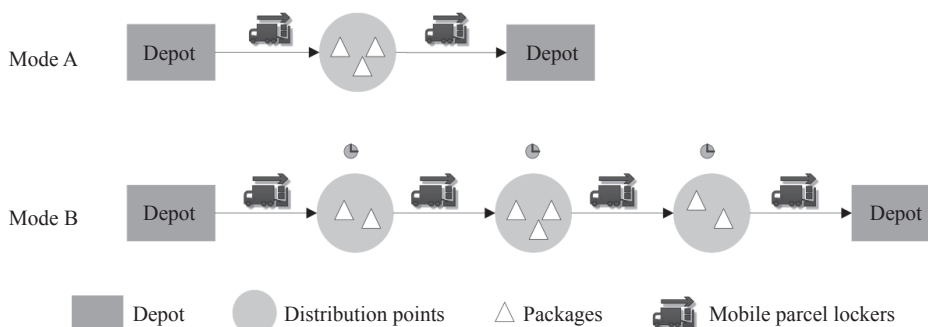 Mode A
Depot
Depot
Mode B
Depot
Depot
Depot
Distribution points
Packages
Mobile parcel lockers